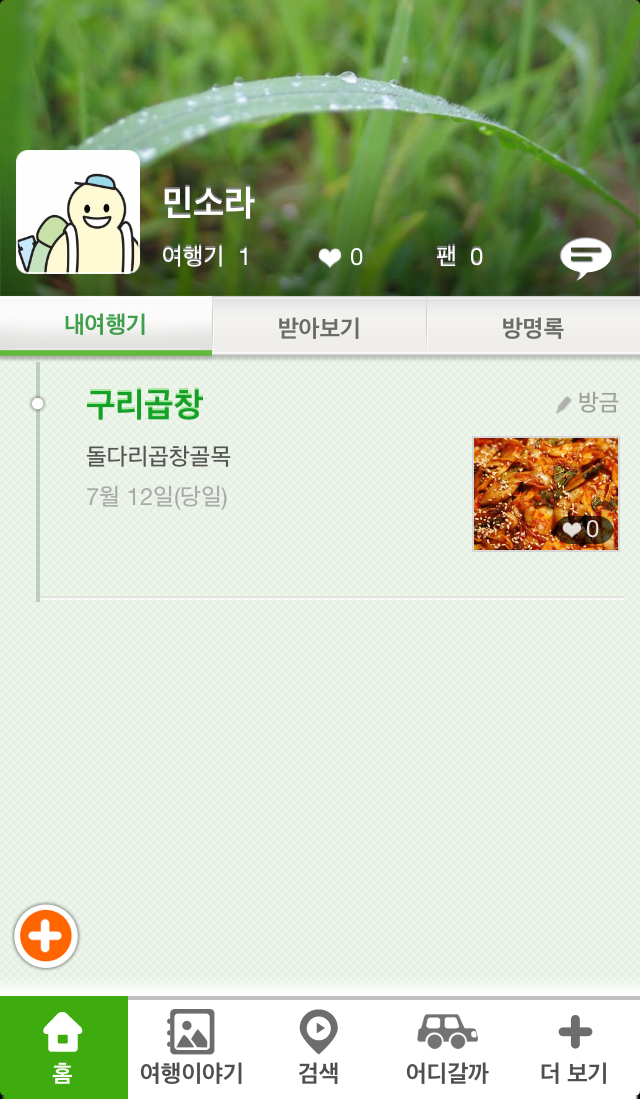 민소라
여행기 1 0 팬 0
내여행기 받아보기 방명록
구리곱창 방금
돌다리곱창골목
7월 12일(당일)
0
홈 여행이야기 검색 어디갈까 더 보기